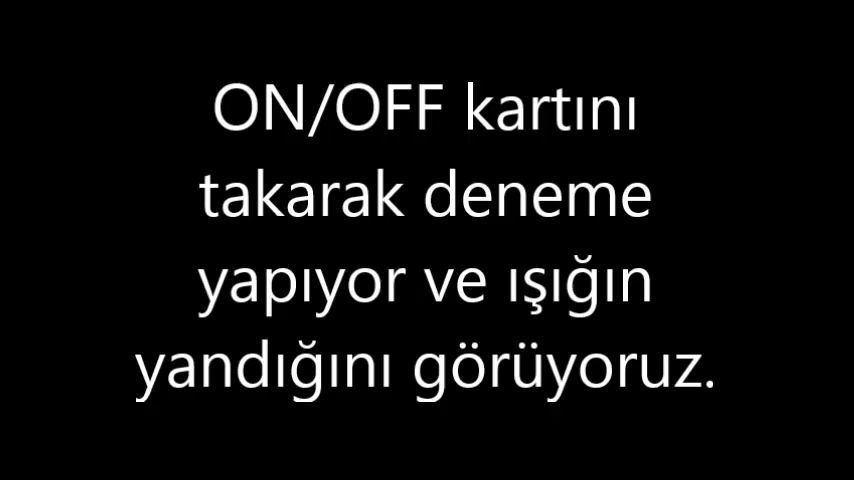 ON/OFF kartını
takarak deneme
yapıyor ve ışığın
yandığını görüyoruz.